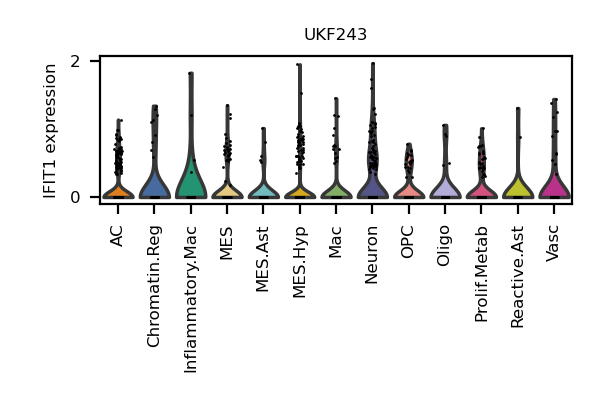 UKF243
IFIT1 expression
2
0
AC
Chromatin.Reg
Inflammatory.Mac
MES
MES.Ast
MES.Hyp
Mac
Neuron
OPC
Oligo
Prolif.Metab
Reactive.Ast
Vasc